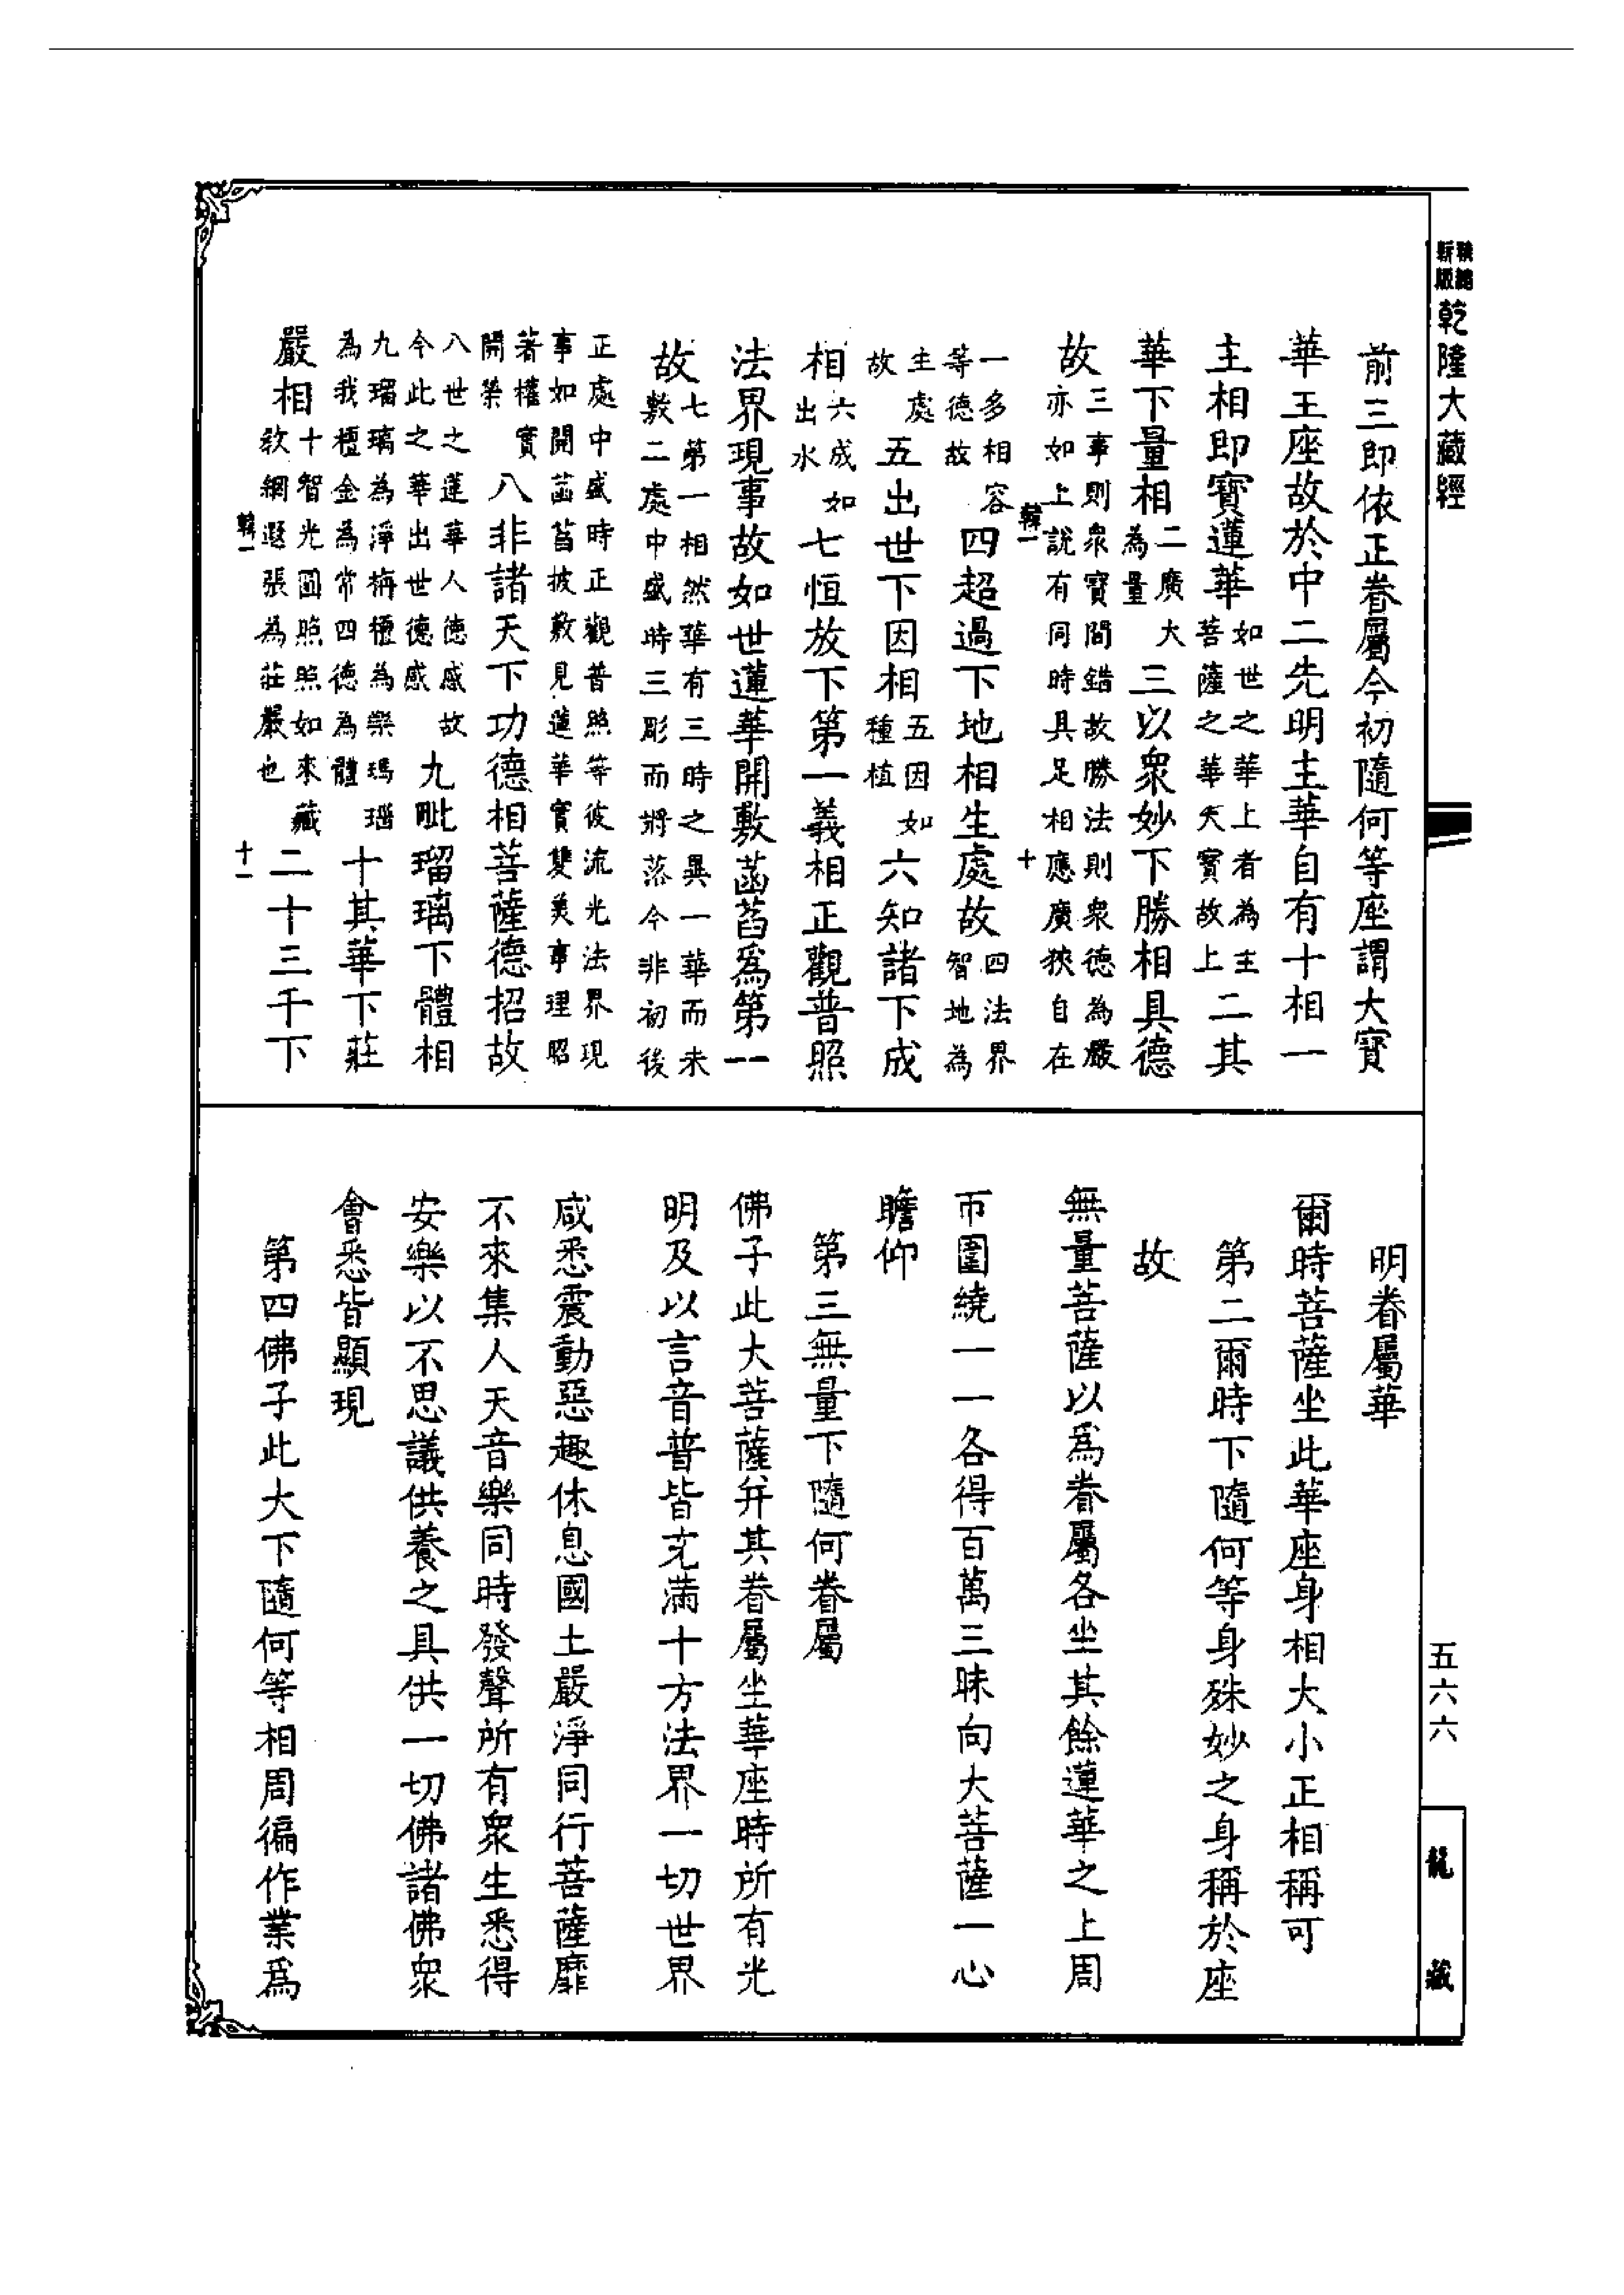 精縮新版 乾隆大藏經
前三即依正眷屬今初隨何等座謂大寶
華王座故於中二先明主華自有十相一
主相即寶蓮華如世之華上者為主菩薩之華天寶故上二其
華下量相二廣大為量三以衆妙下勝相具德
故三事則衆寶間錯故勝法則衆德為嚴亦如上說有同時具足相應廣狹自在
韓一 十
一多相容等德故四超過下地相生處故四法界智地為
主處故五出世下因相五因如種植六知諸下成
相六成如出水七恒放下第一義相正觀普照
法界現事故如世蓮華開敷菡萏爲第一
故七第一相然華有三時之異一華而未敷二處中盛時三彫而將落今非初後
正處中盛時正觀普照等彼流光法界現事如開菡萏披敷見蓮華實雙美事理昭
著權實開榮八非諸天下功德相菩薩德招故
八世之蓮華人德感故今此之華出世德感九毗瑠璃下體相
九瑠璃為淨栴檀為樂瑪瑙為我檀金為常四德為體十其華下莊
嚴相十智光圓照照如來藏教網遐張為莊嚴也二十三千下
韓一 十一
明眷屬華
爾時菩薩坐此華座身相大小正相稱可
第二爾時下隨何等身殊妙之身稱於座
故
無量菩薩以爲眷屬各坐其餘蓮華之上周
帀圍繞一一各得百萬三昧向大菩薩一心
瞻仰
第三無量下隨何眷屬
佛子此大菩薩并其眷屬坐華座時所有光
明及以言音普皆充滿十方法界一切世界
咸悉震動惡趣休息國土嚴淨同行菩薩靡
不來集人天音樂同時發聲所有衆生悉得
安樂以不思議供養之具供一切佛諸佛衆
會悉皆顯現
第四佛子此大下隨何等相周徧作業爲
五六六
龍藏